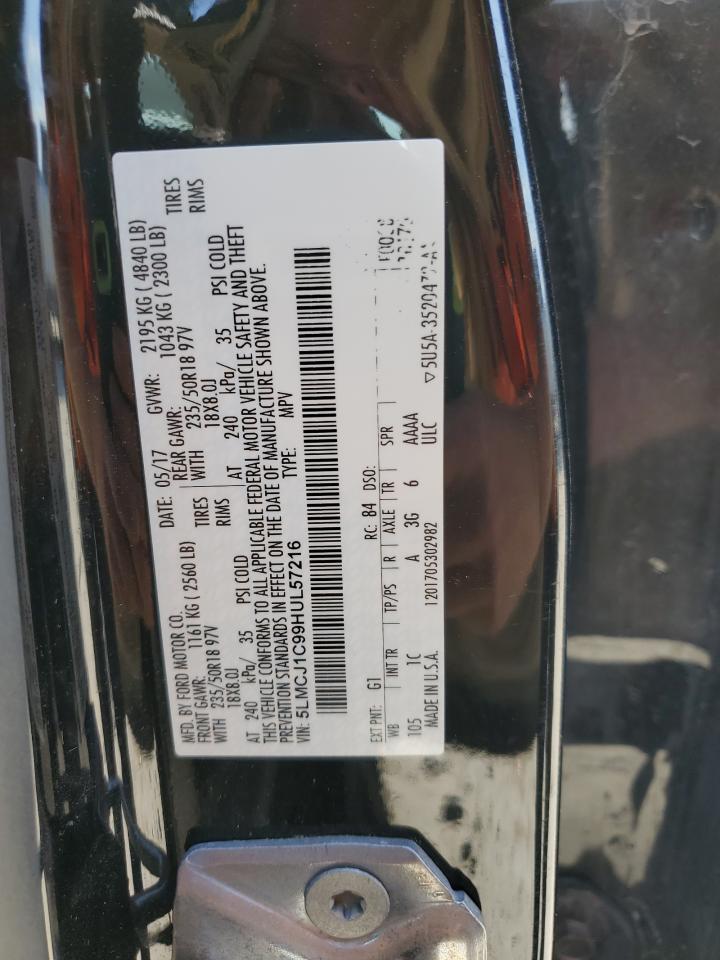 MFD. BY FORD MOTOR CO. DATE: 05/17 GVWR: 2195 KG ( 4840 LB)
FRONT GAWR: 1161 KG ( 2560 LB) REAR GAWR: 1043 KG ( 2300 LB)
WITH 235/50R18 97V TIRES WITH 235/50R18 97V TIRES
18X8.0J RIMS 18X8.0J RIMS
AT 240 kPa/ 35 PSI COLD AT 240 kPa/ 35 PSI COLD
THIS VEHICLE CONFORMS TO ALL APPLICABLE FEDERAL MOTOR VEHICLE SAFETY AND THEFT
PREVENTION STANDARDS IN EFFECT ON THE DATE OF MANUFACTURE SHOWN ABOVE.
VIN: 5LMCJ1C99HUL57216 TYPE: MPV
EXT PNT: G1 RC: 84 DSO:
WB INT TR TP/PS R AXLE TR SPR
105 1C A 3G 6 AAAA
MADE IN U.S.A. 1201705302982 ULC